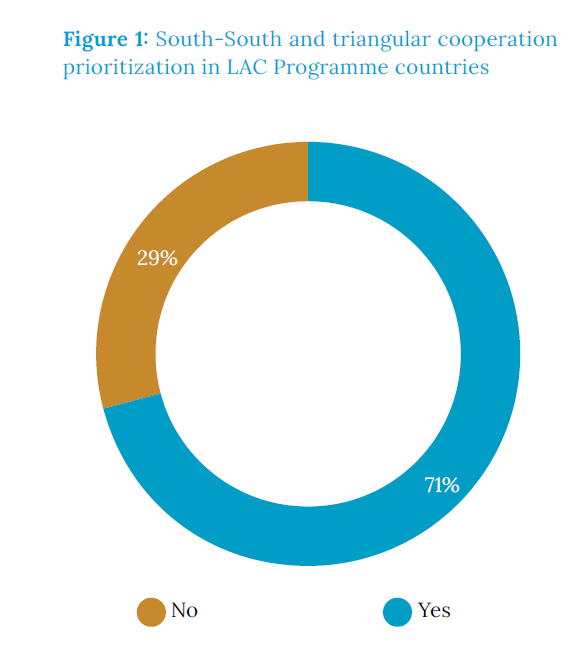 Figure 1: South-South and triangular cooperation
prioritization in LAC Programme countries
29%
71%
No
Yes